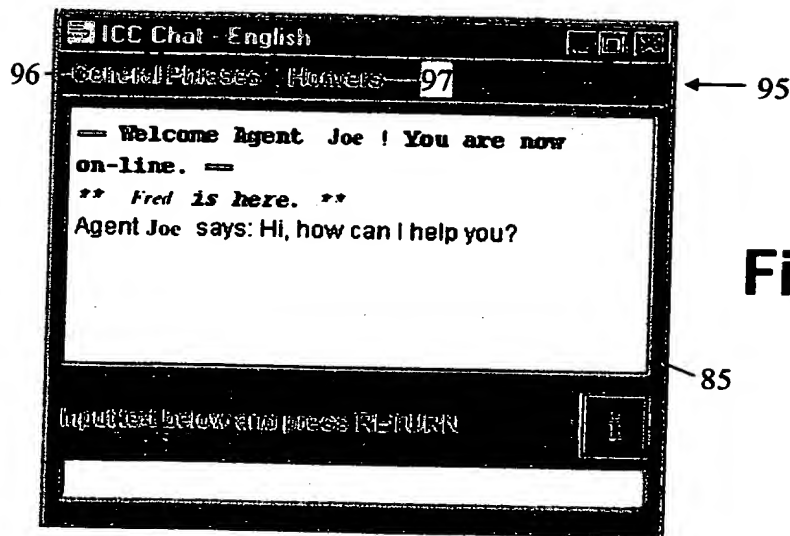 ICC Chat - English
96 General Phrases Honvers 97 95
== Welcome Agent Joe ! You are now
on-line. ==
** Fred is here. **
Agent Joe says: Hi, how can I help you?
Fi
85
Input text below and press RETURN